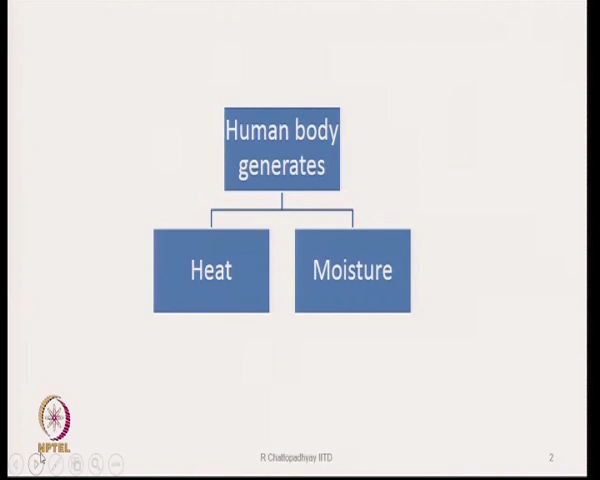 Human body
generates
Heat
Moisture
NPTEL
R Chattopadhyay IITD
2